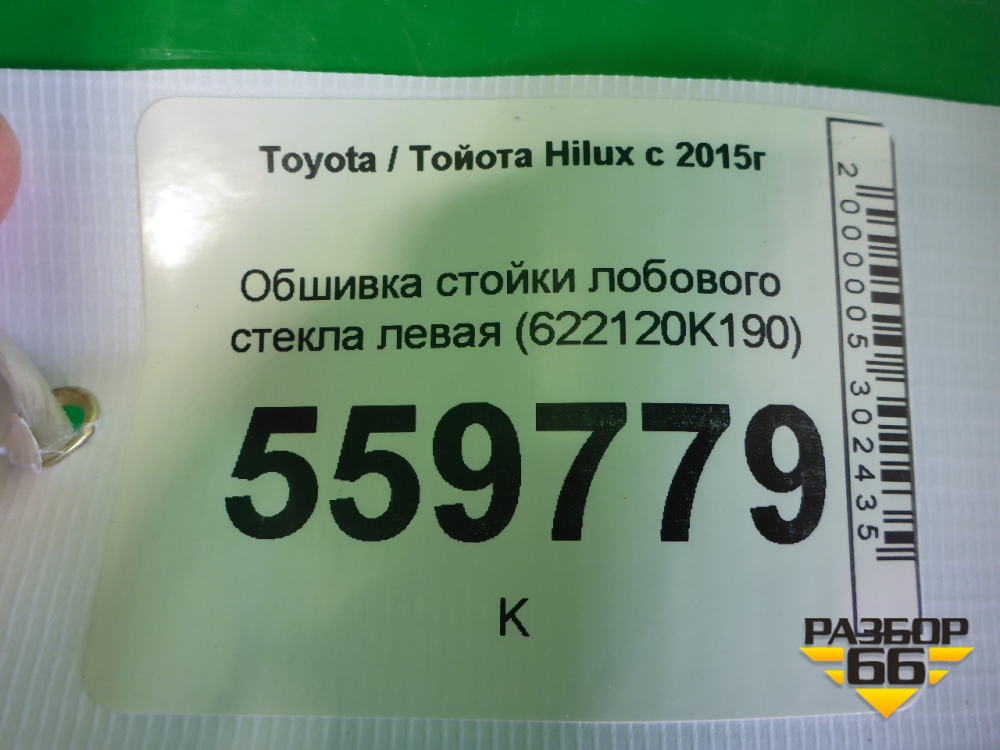 Toyota / Тойота Hilux с 2015г
Обшивка стойки лобового
стекла левая (622120K190)
559779
К
2000005302435
РАЗБОР
66